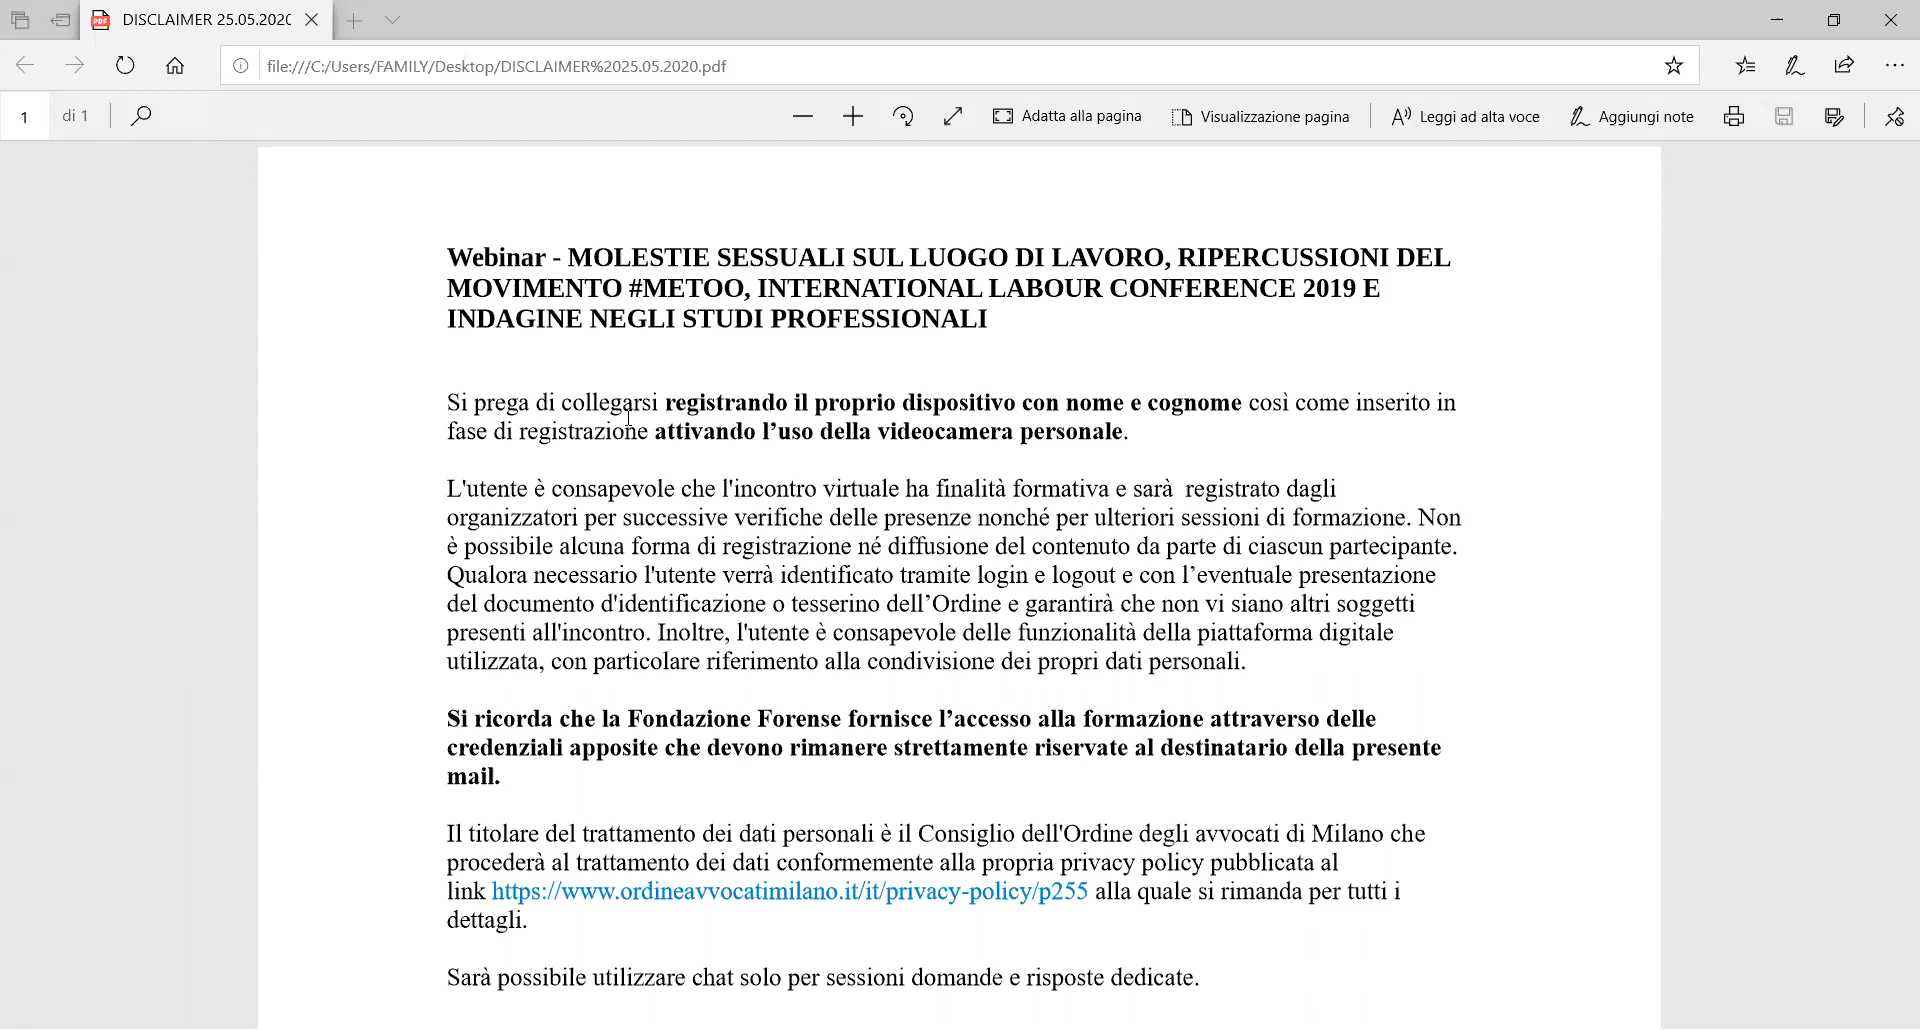 DISCLAIMER 25.05.202
file:///C:/Users/FAMILY/Desktop/DISCLAIMER%2025.05.2020.pdf
1 di 1 Adatta alla pagina Visualizzazione pagina Leggi ad alta voce Aggiungi note
Webinar - MOLESTIE SESSUALI SUL LUOGO DI LAVORO, RIPERCUSSIONI DEL
MOVIMENTO #METOO, INTERNATIONAL LABOUR CONFERENCE 2019 E
INDAGINE NEGLI STUDI PROFESSIONALI
Si prega di collegarsi registrando il proprio dispositivo con nome e cognome così come inserito in
fase di registrazione attivando l’uso della videocamera personale.
L'utente è consapevole che l'incontro virtuale ha finalità formativa e sarà registrato dagli
organizzatori per successive verifiche delle presenze nonché per ulteriori sessioni di formazione. Non
è possibile alcuna forma di registrazione né diffusione del contenuto da parte di ciascun partecipante.
Qualora necessario l'utente verrà identificato tramite login e logout e con l’eventuale presentazione
del documento d'identificazione o tesserino dell’Ordine e garantirà che non vi siano altri soggetti
presenti all'incontro. Inoltre, l'utente è consapevole delle funzionalità della piattaforma digitale
utilizzata, con particolare riferimento alla condivisione dei propri dati personali.
Si ricorda che la Fondazione Forense fornisce l’accesso alla formazione attraverso delle
credenziali apposite che devono rimanere strettamente riservate al destinatario della presente
mail.
Il titolare del trattamento dei dati personali è il Consiglio dell'Ordine degli avvocati di Milano che
procederà al trattamento dei dati conformemente alla propria privacy policy pubblicata al
link https://www.ordineavvocatimilano.it/it/privacy-policy/p255 alla quale si rimanda per tutti i
dettagli.
Sarà possibile utilizzare chat solo per sessioni domande e risposte dedicate.